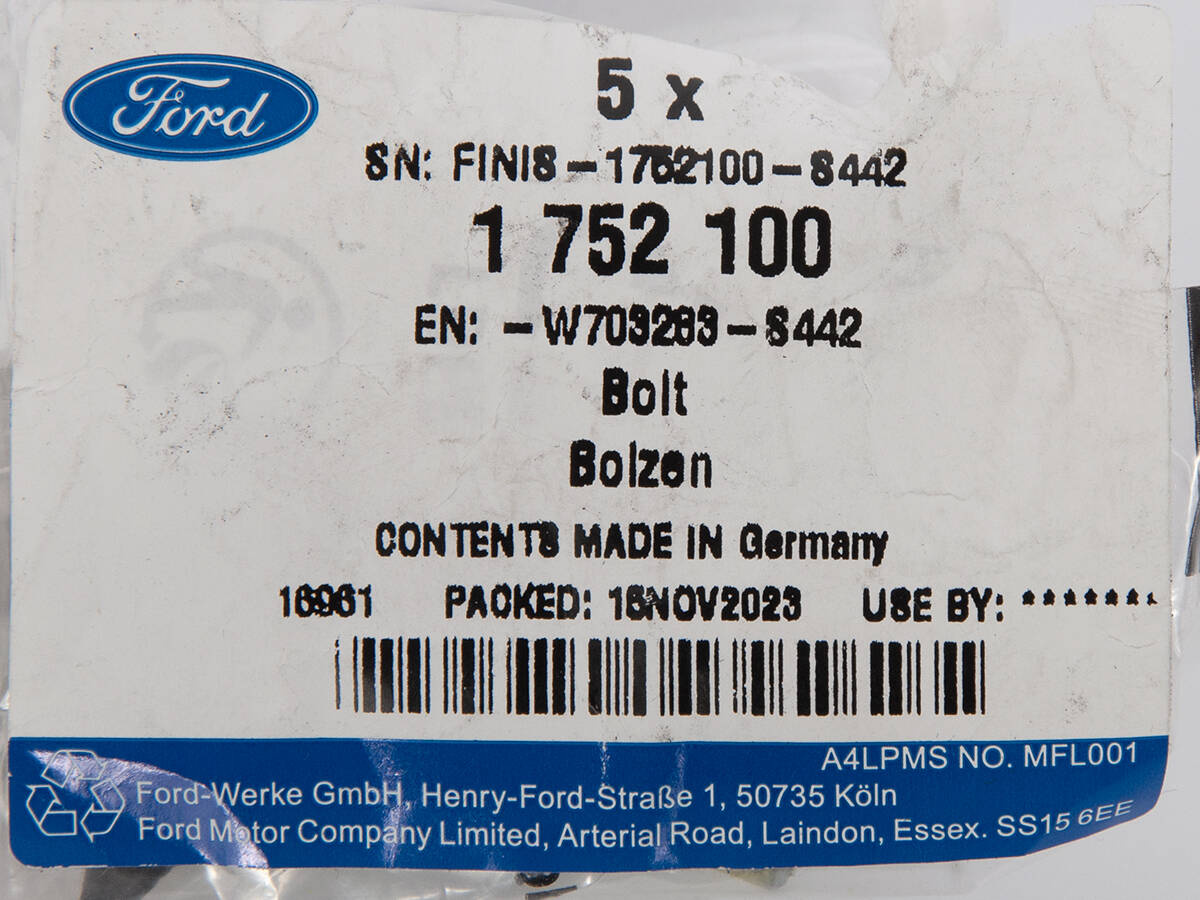 Ford
5 x
SN: FINIS-1752100-S442
1 752 100
EN: -W703283-S442
Bolt
Bolzen
CONTENTS MADE IN Germany
PACKED: 16NOV2023 USE BY: *******
A4LPMS NO. MFL001
Ford-Werke GmbH, Henry-Ford-Straße 1, 50735 Köln
Ford Motor Company Limited, Arterial Road, Laindon, Essex. SS15 6EE